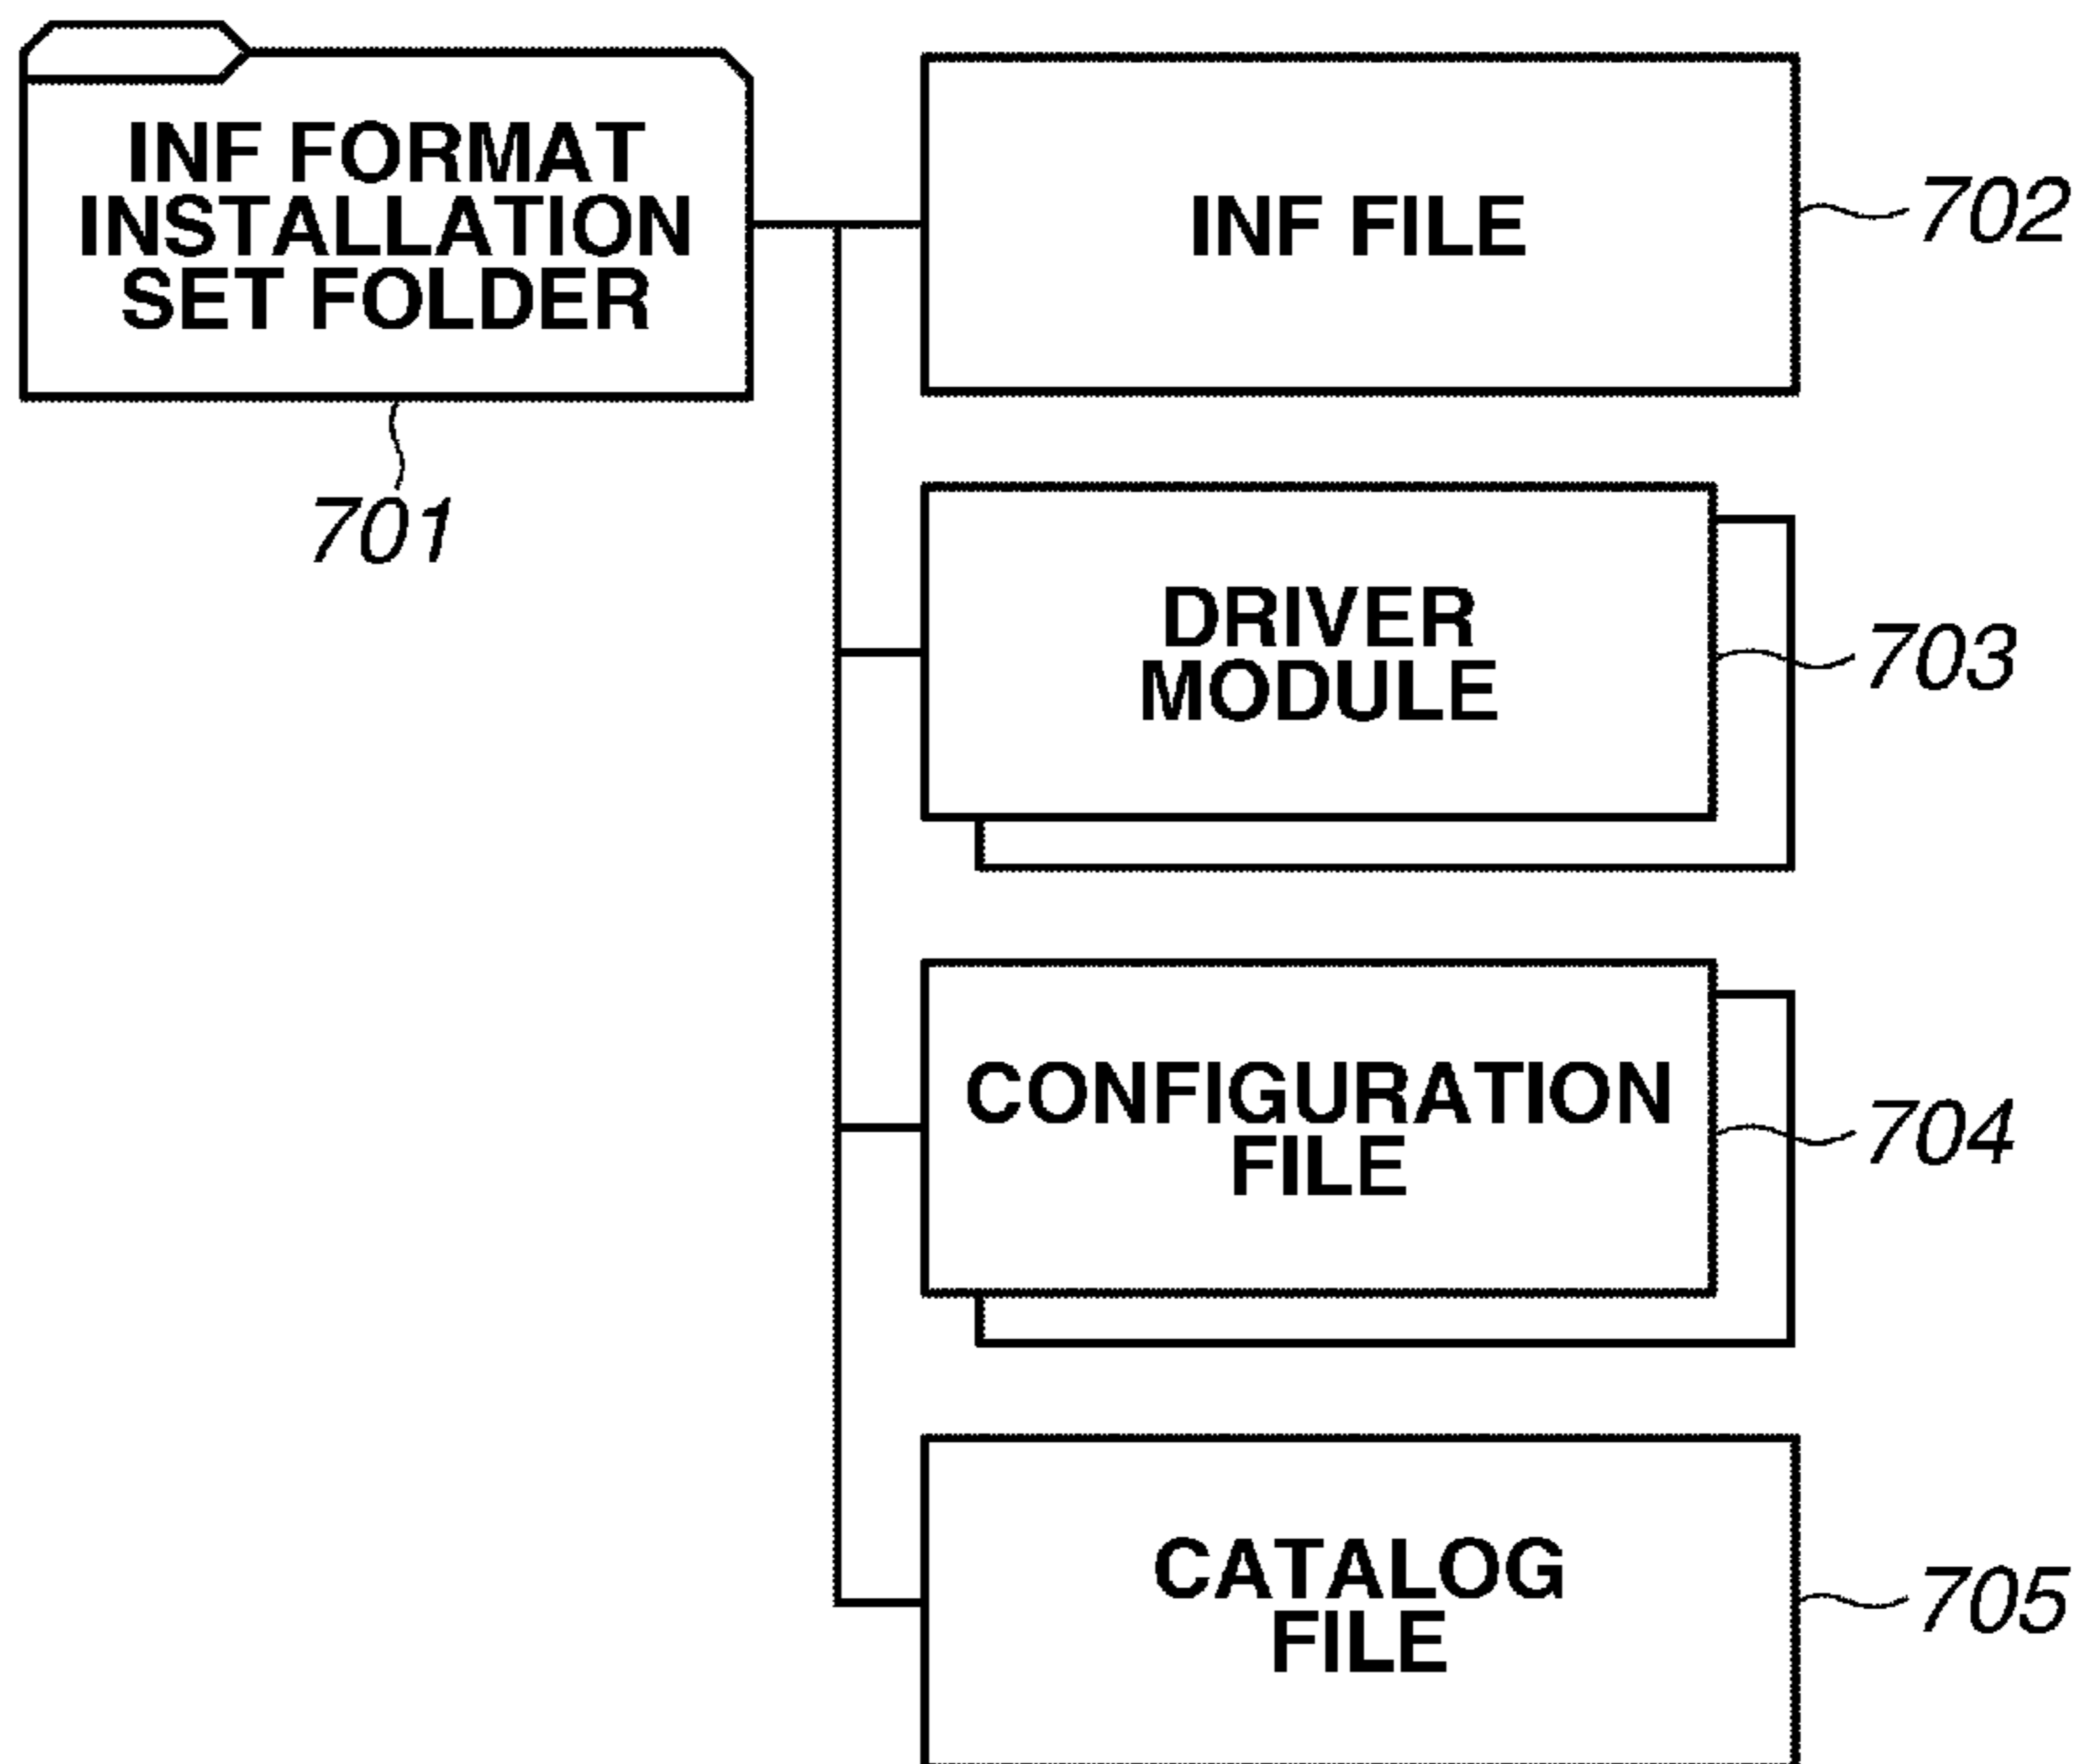 INF FORMAT
INSTALLATION
SET FOLDER
701
INF FILE
702
DRIVER
MODULE
703
CONFIGURATION
FILE
704
CATALOG
FILE
705